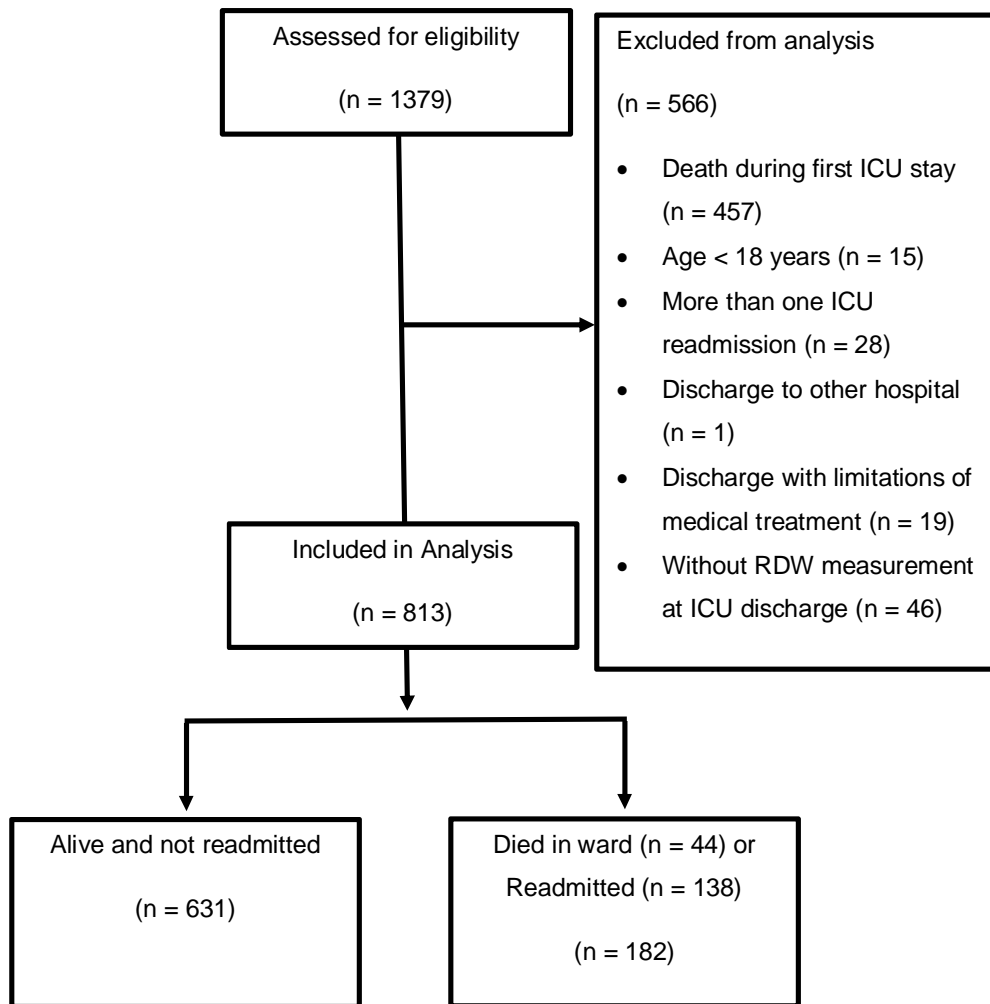 Assessed for eligibility
(n = 1379)
Excluded from analysis
(n = 566)
• Death during first ICU stay
(n = 457)
• Age < 18 years (n = 15)
• More than one ICU
readmission (n = 28)
• Discharge to other hospital
(n = 1)
• Discharge with limitations of
medical treatment (n = 19)
• Without RDW measurement
at ICU discharge (n = 46)
Included in Analysis
(n = 813)
Alive and not readmitted
(n = 631)
Died in ward (n = 44) or
Readmitted (n = 138)
(n = 182)